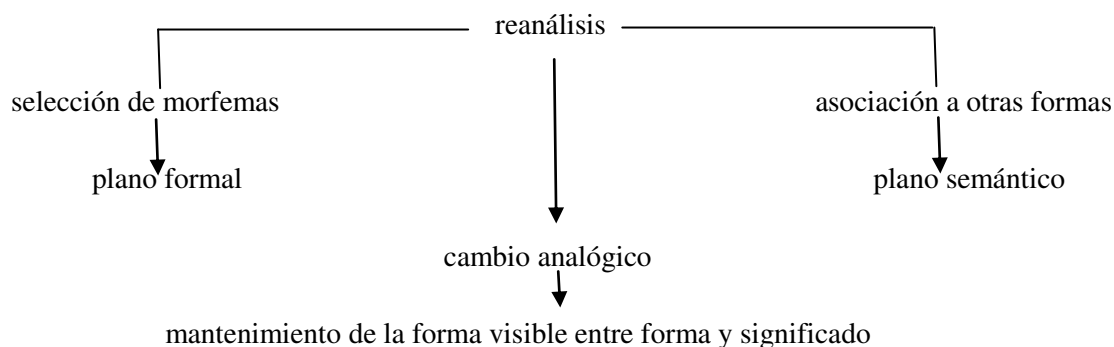 reanálisis
selección de morfemas
asociación a otras formas
plano formal
plano semántico
cambio analógico
mantenimiento de la forma visible entre forma y significado